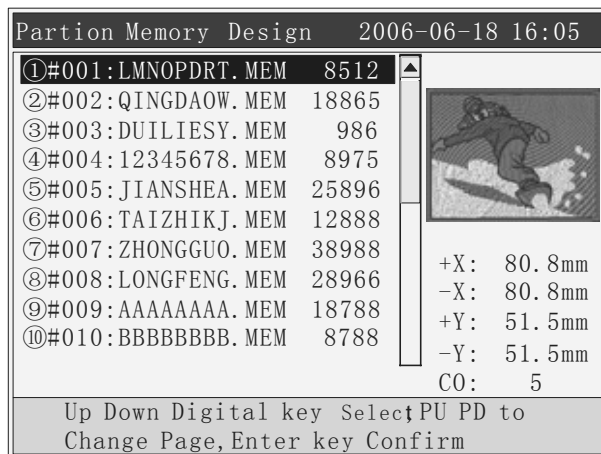 Partion Memory Design 2006-06-18 16:05
①#001:LMNOPDRT.MEM 8512
②#002:QINGDAOW.MEM 18865
③#003:DUILIESY.MEM 986
④#004:12345678.MEM 8975
⑤#005:JIANSHEA.MEM 25896
⑥#006:TAIZHIKJ.MEM 12888
⑦#007:ZHONGGUO.MEM 38988
⑧#008:LONGFENG.MEM 28966
⑨#009:AAAAAAAA.MEM 18788
⑩#010:BBBBBBBB.MEM 8788
+X: 80.8mm
-X: 80.8mm
+Y: 51.5mm
-Y: 51.5mm
CO: 5
Up Down Digital key Select;PU PD to
Change Page,Enter key Confirm